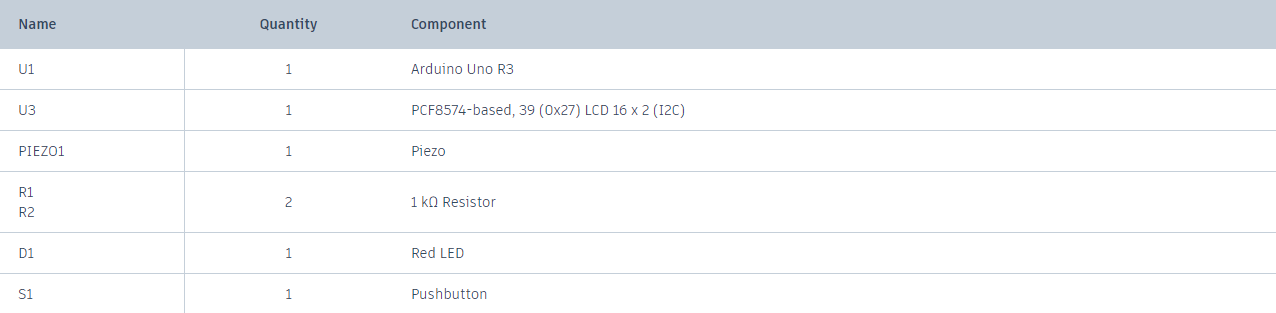 Name Quantity Component
U1 1 Arduino Uno R3
U3 1 PCF8574-based, 39 (0x27) LCD 16 x 2 (I2C)
PIEZO1 1 Piezo
R1
R2 2 1 kΩ Resistor
D1 1 Red LED
S1 1 Pushbutton